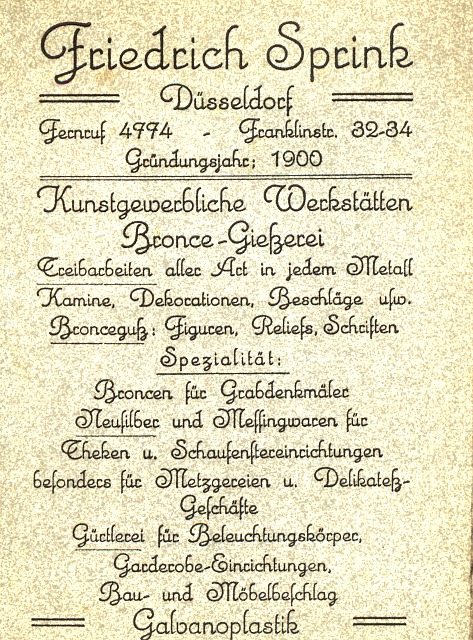 Friedrich Sprink
Düsseldorf
Fernruf 4774 - Franklinstr. 32-34
Gründungsjahr; 1900
Kunstgewerbliche Werkstätten
Bronce-Gießerei
Treibarbeiten aller Art in jedem Metall
Kamine, Dekorationen, Beschläge uſw.
Bronceguß: Figuren, Reliefs, Schriften
Spezialität:
Broncen für Grabdenkmäler
Neuſilber und Meſſingwaren für
Theken u. Schaufenſtereinrichtungen
beſonders für Metzgereien u. Delikateß-
Geſchäfte
Gürtlerei für Beleuchtungskörper,
Garderobe-Einrichtungen,
Bau- und Möbelbeſchlag
Galvanoplastik